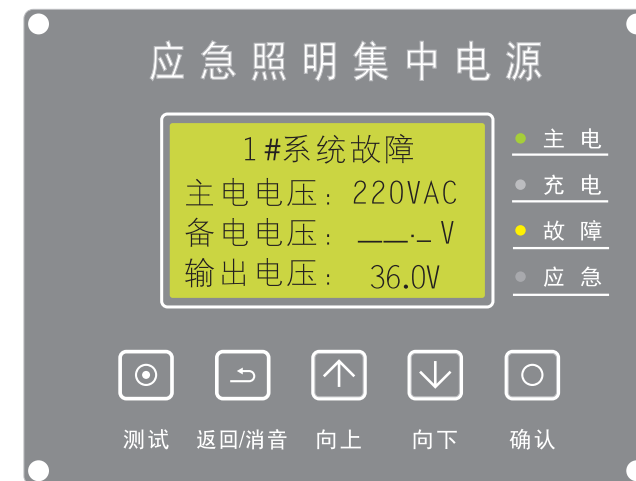 应急照明集中电源
1#系统故障
主电电压: 220VAC
备电电压: __._ V
输出电压: 36.0V
主电
充电
故障
应急
测试 返回/消音 向上 向下 确认